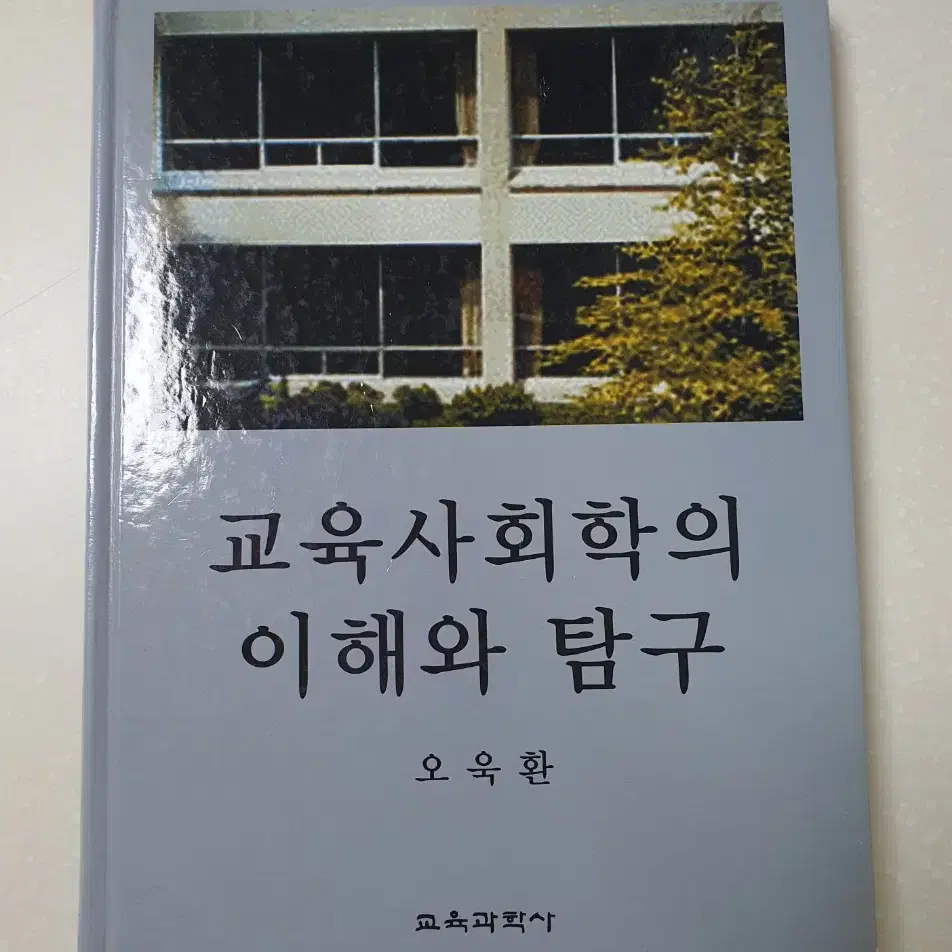 교육사회학의
이해와 탐구
오욱환
교육과학사